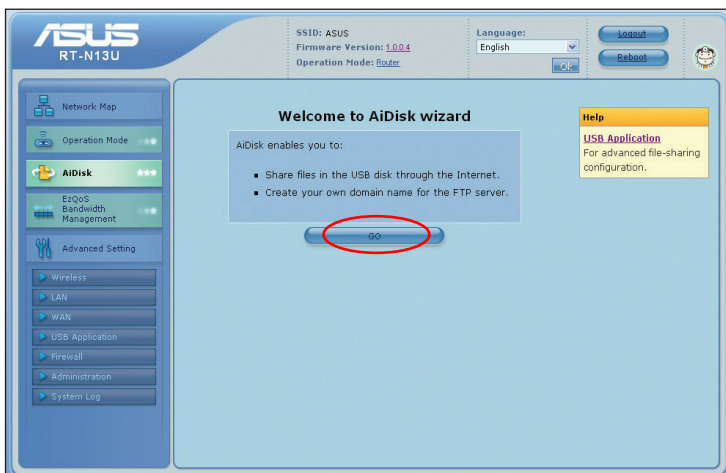 ASUS
RT-N13U
SSID: ASUS
Firmware Version: 1.0.0.4
Operation Mode: Router
Language:
English
Ok
Logout
Reboot
Network Map
Operation Mode
AiDisk
EzQoS
Bandwidth
Management
Advanced Setting
Wireless
LAN
WAN
USB Application
Firewall
Administration
System Log
Welcome to AiDisk wizard
AiDisk enables you to:
Share files in the USB disk through the Internet.
Create your own domain name for the FTP server.
GO
Help
USB Application
For advanced file-sharing
configuration.